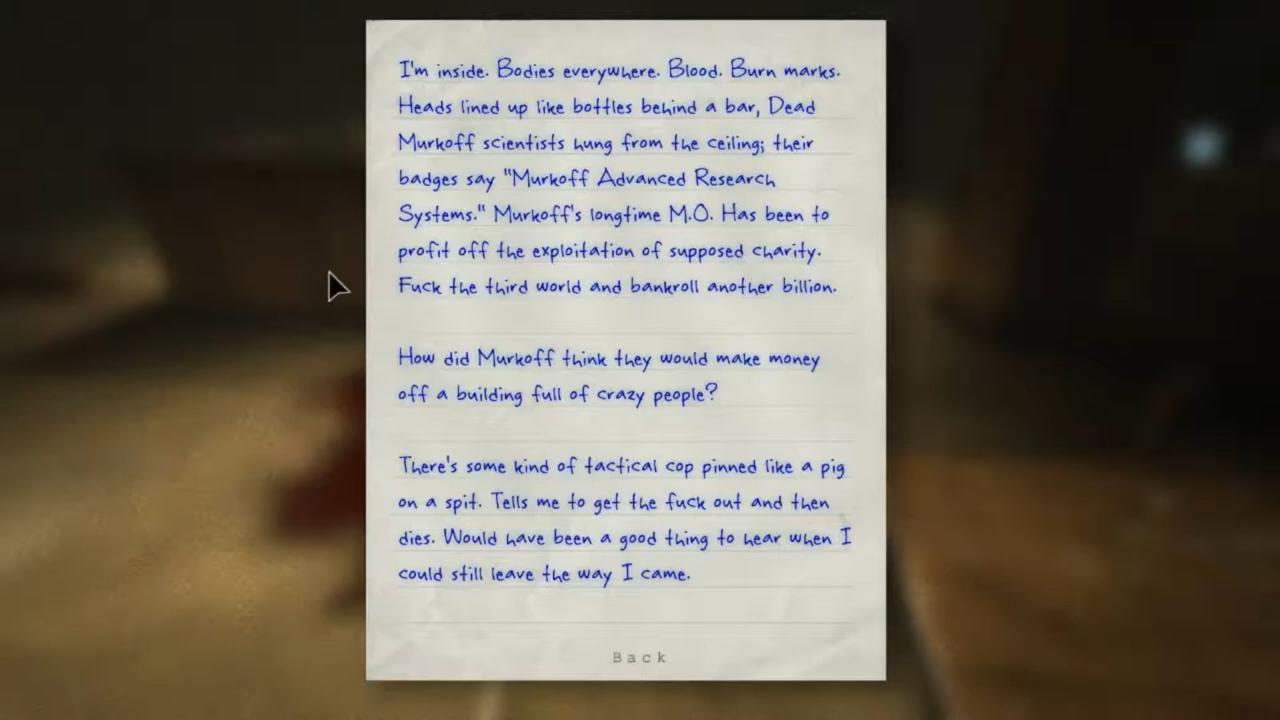 I'm inside. Bodies everywhere. Blood. Burn marks.
Heads lined up like bottles behind a bar, Dead
Murkoff scientists hung from the ceiling; their
badges say "Murkoff Advanced Research
Systems." Murkoff's longtime M.O. Has been to
profit off the exploitation of supposed charity.
Fuck the third world and bankroll another billion.
How did Murkoff think they would make money
off a building full of crazy people?
There's some kind of tactical cop pinned like a pig
on a spit. Tells me to get the fuck out and then
dies. Would have been a good thing to hear when I
could still leave the way I came.
Back